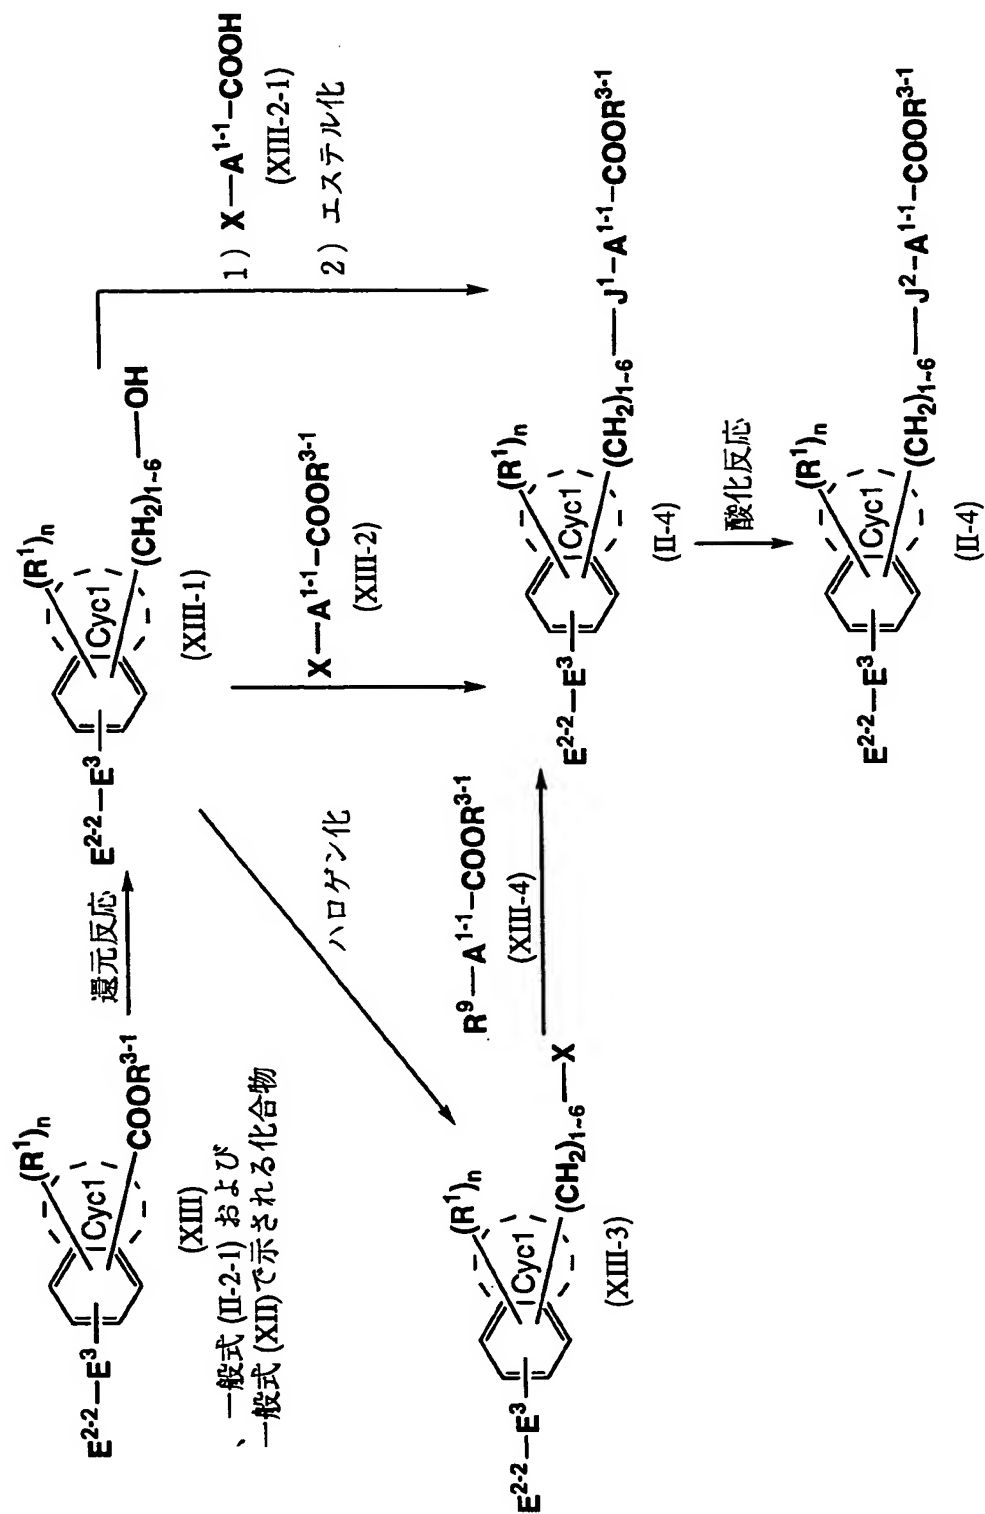 (R¹)ₙ
Cyc1
E²⁻²—E³
COOR³⁻¹
(XIII)
、一般式 (II-2-1) および
一般式 (XII)で示される化合物
還元反応
(R¹)ₙ
Cyc1
E²⁻²—E³
(CH₂)₁~₆—OH
(XIII-1)
1) X—A¹⁻¹—COOH
(XIII-2-1)
2) エステル化
X—A¹⁻¹—COOR³⁻¹
(XIII-2)
ハロゲン化
(R¹)ₙ
Cyc1
E²⁻²—E³
(CH₂)₁~₆—X
(XIII-3)
R⁹—A¹⁻¹—COOR³⁻¹
(XIII-4)
(R¹)ₙ
Cyc1
E²⁻²—E³
(CH₂)₁~₆—J¹—A¹⁻¹—COOR³⁻¹
(II-4)
酸化反応
(R¹)ₙ
Cyc1
E²⁻²—E³
(CH₂)₁~₆—J²—A¹⁻¹—COOR³⁻¹
(II-4)